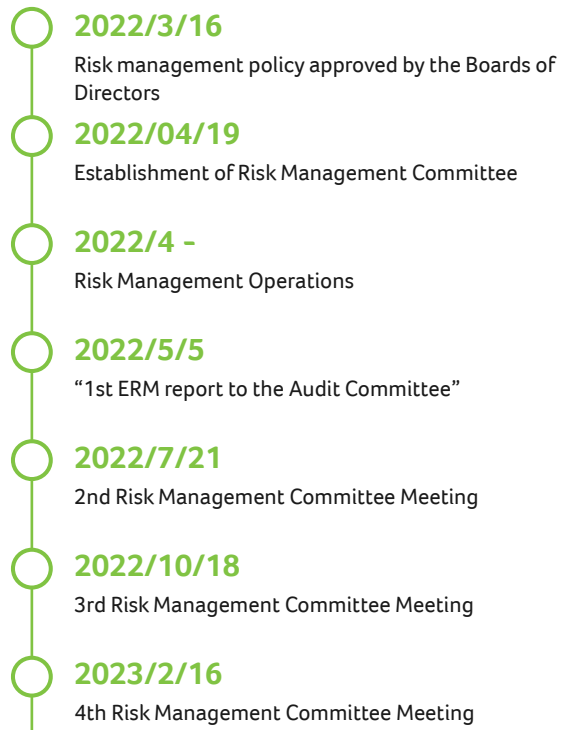 2022/3/16
Risk management policy approved by the Boards of
Directors
2022/04/19
Establishment of Risk Management Committee
2022/4 -
Risk Management Operations
2022/5/5
“1st ERM report to the Audit Committee”
2022/7/21
2nd Risk Management Committee Meeting
2022/10/18
3rd Risk Management Committee Meeting
2023/2/16
4th Risk Management Committee Meeting